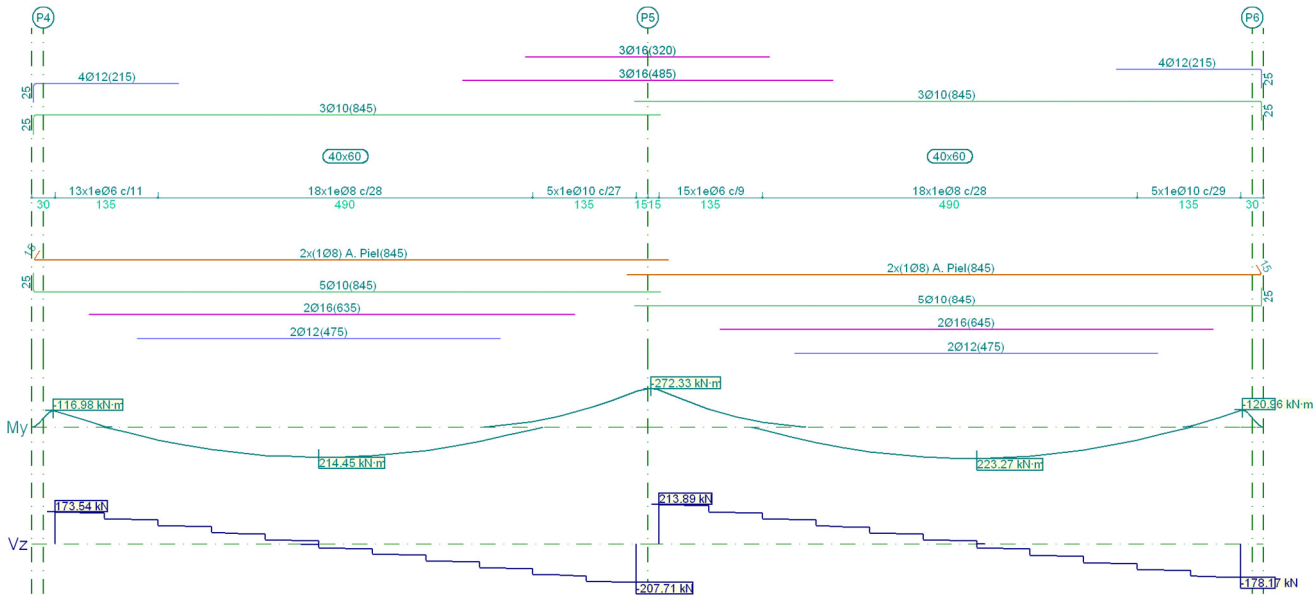 P4 P5 P6
3Ø16(320)
4Ø12(215)
3Ø16(485)
4Ø12(215)
25
25
3Ø10(845)
3Ø10(845)
25
25
40x60 40x60
13x1eØ6 c/11 18x1eØ8 c/28 5x1eØ10 c/27 15x1eØ6 c/9 18x1eØ8 c/28 5x1eØ10 c/29
30 135 490 135 15 15 135 490 135 30
15
2x(1Ø8) A. Piel(845)
2x(1Ø8) A. Piel(845)
15
25
5Ø10(845)
5Ø10(845)
25
2Ø16(635)
2Ø16(645)
2Ø12(475)
2Ø12(475)
-272.33 kN·m
-116.98 kN·m
-120.96 kN·m
My
214.45 kN·m
223.27 kN·m
213.89 kN
173.54 kN
Vz
-178.17 kN
-207.71 kN